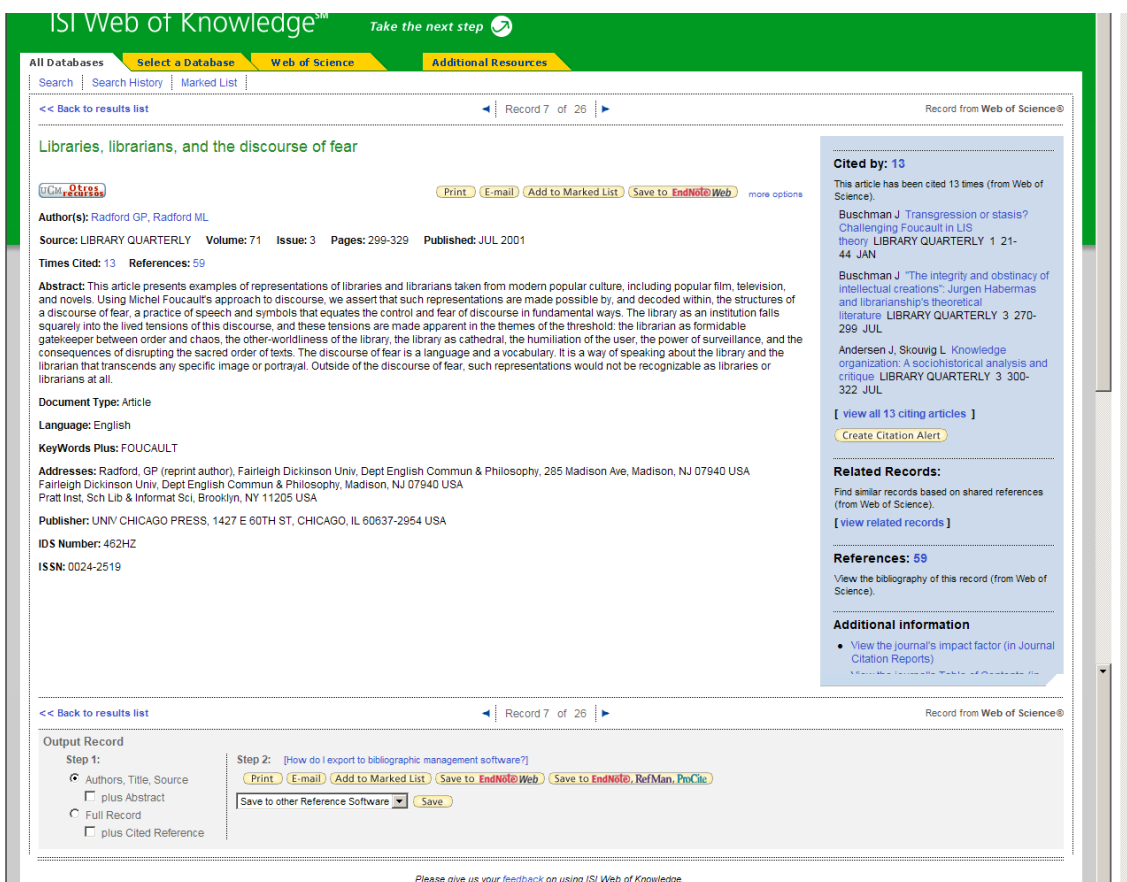 ISI Web of Knowledge℠ Take the next step
All Databases Select a Database Web of Science Additional Resources
Search Search History Marked List
<< Back to results list Record 7 of 26 Record from Web of Science®
Libraries, librarians, and the discourse of fear
UCM Otros recursos
Print E-mail Add to Marked List Save to EndNote Web more options
Author(s): Radford GP, Radford ML
Source: LIBRARY QUARTERLY Volume: 71 Issue: 3 Pages: 299-329 Published: JUL 2001
Times Cited: 13 References: 59
Abstract: This article presents examples of representations of libraries and librarians taken from modern popular culture, including popular film, television,
and novels. Using Michel Foucault's approach to discourse, we assert that such representations are made possible by, and decoded within, the structures of
a discourse of fear, a practice of speech and symbols that equates the control and fear of discourse in fundamental ways. The library as an institution falls
squarely into the lived tensions of this discourse, and these tensions are made apparent in the themes of the threshold: the librarian as formidable
gatekeeper between order and chaos, the other-worldliness of the library, the library as cathedral, the humiliation of the user, the power of surveillance, and the
consequences of disrupting the sacred order of texts. The discourse of fear is a language and a vocabulary. It is a way of speaking about the library and the
librarian that transcends any specific image or portrayal. Outside of the discourse of fear, such representations would not be recognizable as libraries or
librarians at all.
Document Type: Article
Language: English
KeyWords Plus: FOUCAULT
Addresses: Radford, GP (reprint author), Fairleigh Dickinson Univ, Dept English Commun & Philosophy, 285 Madison Ave, Madison, NJ 07940 USA
Fairleigh Dickinson Univ, Dept English Commun & Philosophy, Madison, NJ 07940 USA
Pratt Inst, Sch Lib & Informat Sci, Brooklyn, NY 11205 USA
Publisher: UNIV CHICAGO PRESS, 1427 E 60TH ST, CHICAGO, IL 60637-2954 USA
IDS Number: 462HZ
ISSN: 0024-2519
Cited by: 13
This article has been cited 13 times (from Web of
Science).
Buschman J Transgression or stasis?
Challenging Foucault in LIS
theory LIBRARY QUARTERLY 1 21-
44 JAN
Buschman J "The integrity and obstinacy of
intellectual creations": Jurgen Habermas
and librarianship's theoretical
literature LIBRARY QUARTERLY 3 270-
299 JUL
Andersen J, Skouvig L Knowledge
organization: A sociohistorical analysis and
critique LIBRARY QUARTERLY 3 300-
322 JUL
[ view all 13 citing articles ]
Create Citation Alert
Related Records:
Find similar records based on shared references
(from Web of Science).
[ view related records ]
References: 59
View the bibliography of this record (from Web of
Science).
Additional information
• View the journal's impact factor (in Journal
Citation Reports)
View the journal's Table of Contents (in
<< Back to results list Record 7 of 26 Record from Web of Science®
Output Record
Step 1:
Authors, Title, Source
plus Abstract
Full Record
plus Cited Reference
Step 2: [How do I export to bibliographic management software?]
Print E-mail Add to Marked List Save to EndNote Web Save to EndNote, RefMan, ProCite
Save to other Reference Software Save
Please give us your feedback on using ISI Web of Knowledge.